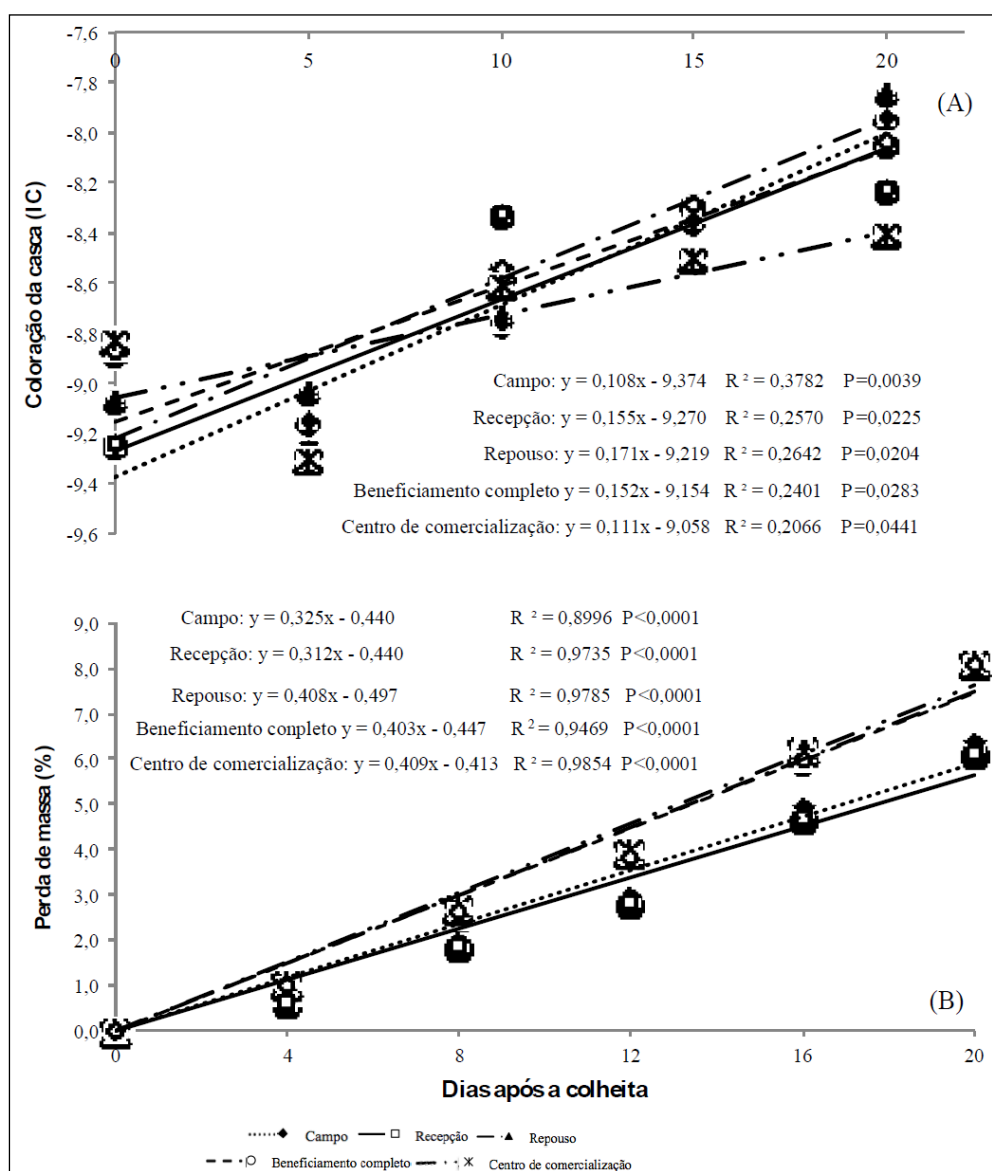 -7,6
0 5 10 15 20
-7,8
(A)
-8,0
-8,2
-8,4
-8,6
-8,8
-9,0
-9,2
-9,4
-9,6
Coloração da casca (IC)
Campo: y = 0,108x - 9,374 R² = 0,3782 P=0,0039
Recepção: y = 0,155x - 9,270 R² = 0,2570 P=0,0225
Repouso: y = 0,171x - 9,219 R² = 0,2642 P=0,0204
Beneficiamento completo y = 0,152x - 9,154 R² = 0,2401 P=0,0283
Centro de comercialização: y = 0,111x - 9,058 R² = 0,2066 P=0,0441
Campo: y = 0,325x - 0,440 R² = 0,8996 P<0,0001
Recepção: y = 0,312x - 0,440 R² = 0,9735 P<0,0001
Repouso: y = 0,408x - 0,497 R² = 0,9785 P<0,0001
Beneficiamento conpleto y = 0,403x - 0,447 R² = 0,9469 P<0,0001
Centro de comercialização: y = 0,409x - 0,413 R² = 0,9854 P<0,0001
9,0
8,0
7,0
6,0
5,0
4,0
3,0
2,0
1,0
0,0
Perda de massa (%)
(B)
0 4 8 12 16 20
Dias após a colheita
Campo Recepção Repouso
Beneficiamento completo Centro de comercialização